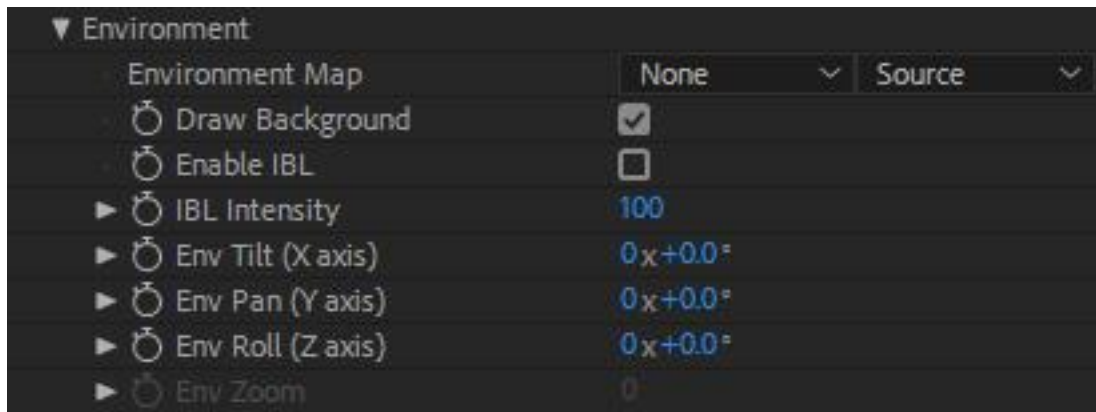 Environment
Environment Map None Source
Draw Background
Enable IBL
IBL Intensity 100
Env Tilt (X axis) 0x+0.0°
Env Pan (Y axis) 0x+0.0°
Env Roll (Z axis) 0x+0.0°
Env Zoom 0